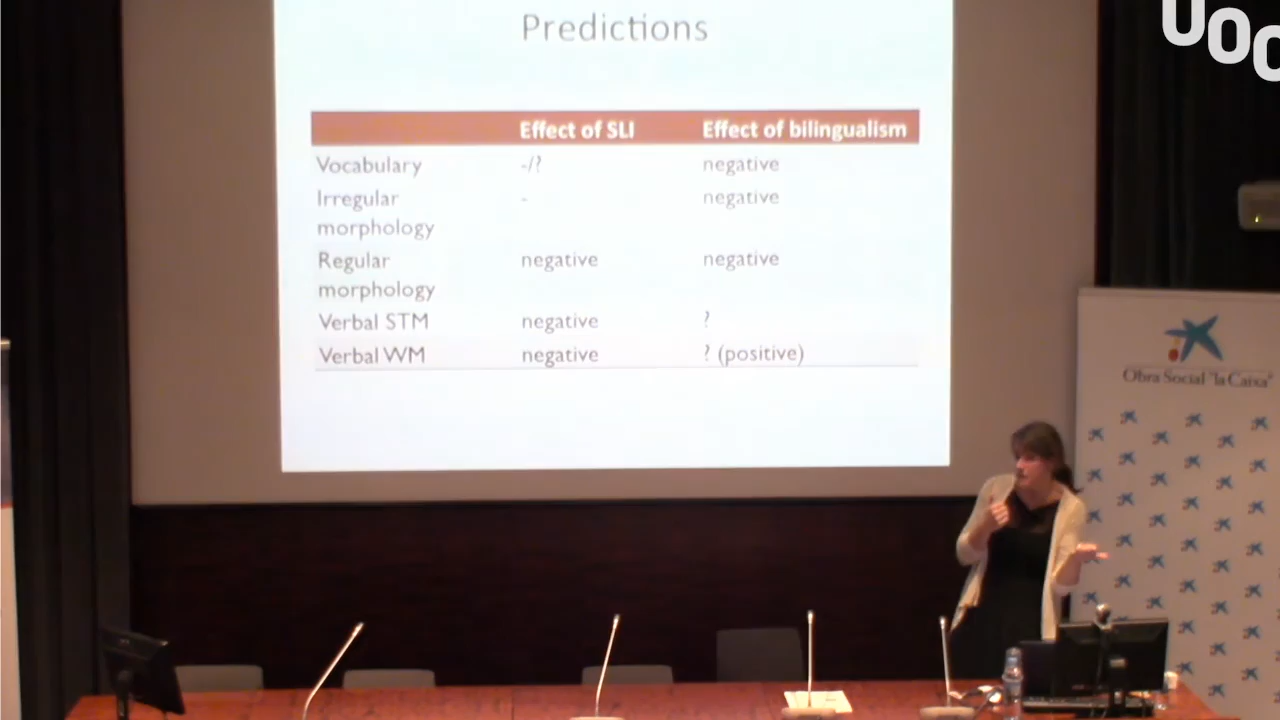 UOC
Predictions
Effect of SLI Effect of bilingualism
Vocabulary -/? negative
Irregular morphology - negative
Regular morphology negative negative
Verbal STM negative ?
Verbal WM negative ? (positive)
Obra Social "la Caixa"